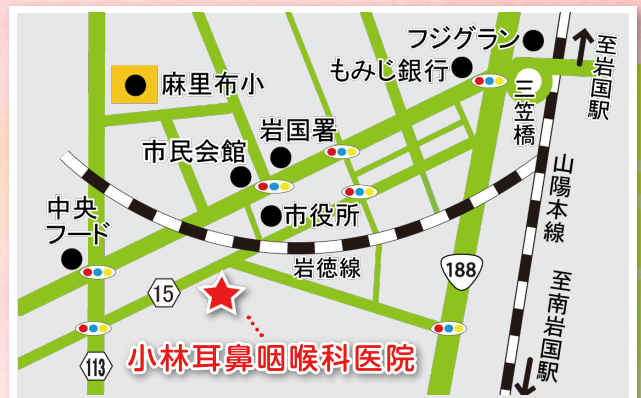 フジグラン
もみじ銀行
至岩国駅
三笠橋
麻里布小
岩国署
市民会館
市役所
中央
フード
山陽本線
岩徳線
188
15
至南岩国駅
小林耳鼻咽喉科医院
113